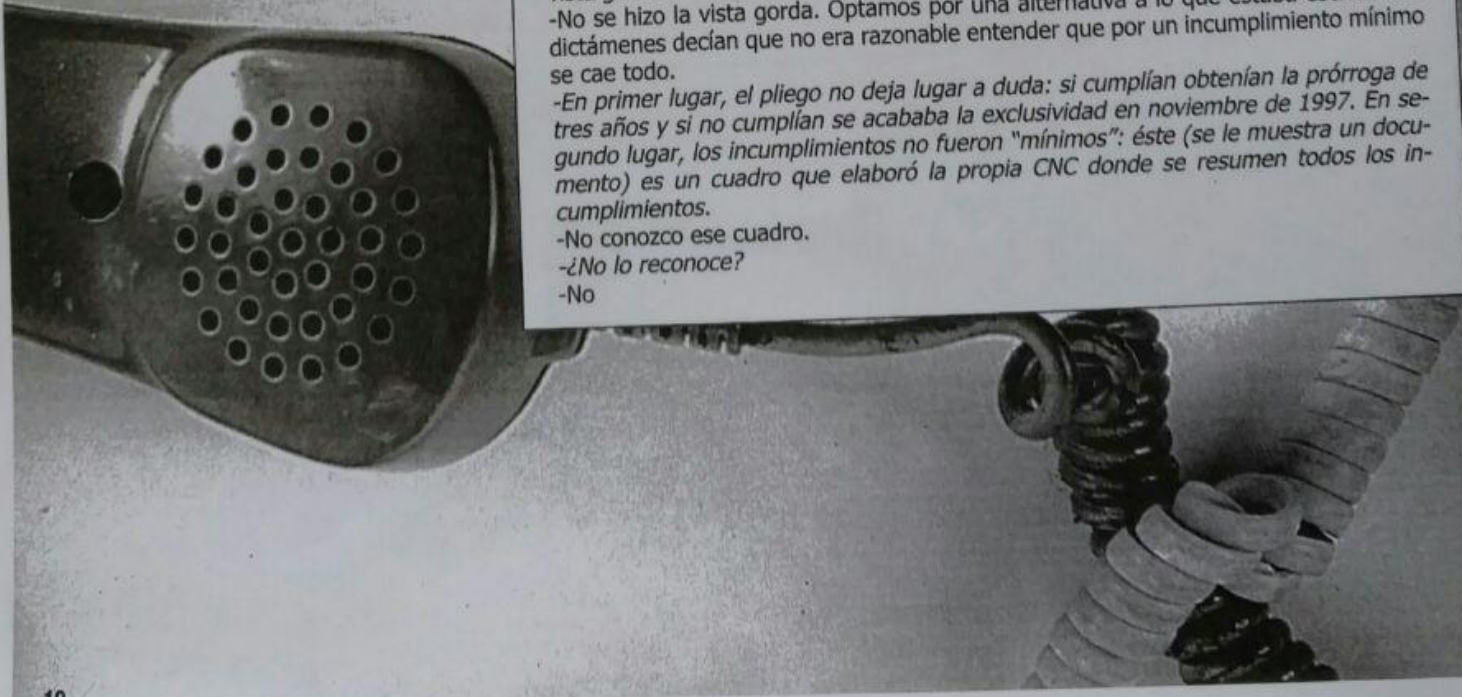 -No se hizo la vista gorda. Optamos por una alternativa a lo que estaba
dictámenes decían que no era razonable entender que por un incumplimiento mínimo
se cae todo.
-En primer lugar, el pliego no deja lugar a duda: si cumplían obtenían la prórroga de
tres años y si no cumplían se acababa la exclusividad en noviembre de 1997. En se-
gundo lugar, los incumplimientos no fueron "mínimos": éste (se le muestra un docu-
mento) es un cuadro que elaboró la propia CNC donde se resumen todos los in-
cumplimientos.
-No conozco ese cuadro.
-¿No lo reconoce?
-No